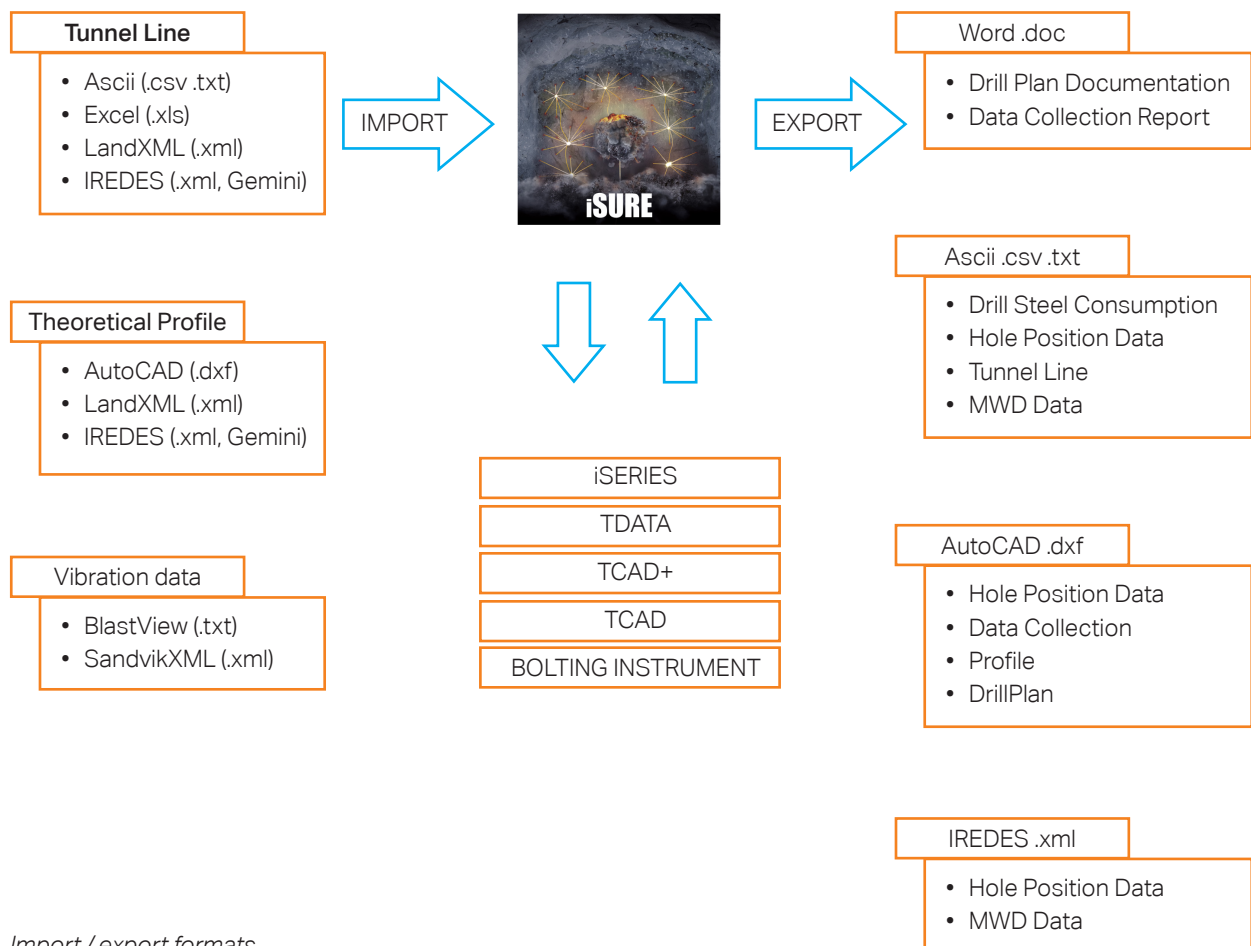 Tunnel Line
• Ascii (.csv .txt)
• Excel (.xls)
• LandXML (.xml)
• IREDES (.xml, Gemini)
Theoretical Profile
• AutoCAD (.dxf)
• LandXML (.xml)
• IREDES (.xml, Gemini)
Vibration data
• BlastView (.txt)
• SandvikXML (.xml)
IMPORT
iSURE
EXPORT
iSERIES
TDATA
TCAD+
TCAD
BOLTING INSTRUMENT
Word .doc
• Drill Plan Documentation
• Data Collection Report
Ascii .csv .txt
• Drill Steel Consumption
• Hole Position Data
• Tunnel Line
• MWD Data
AutoCAD .dxf
• Hole Position Data
• Data Collection
• Profile
• DrillPlan
IREDES .xml
• Hole Position Data
• MWD Data
Import / export formats